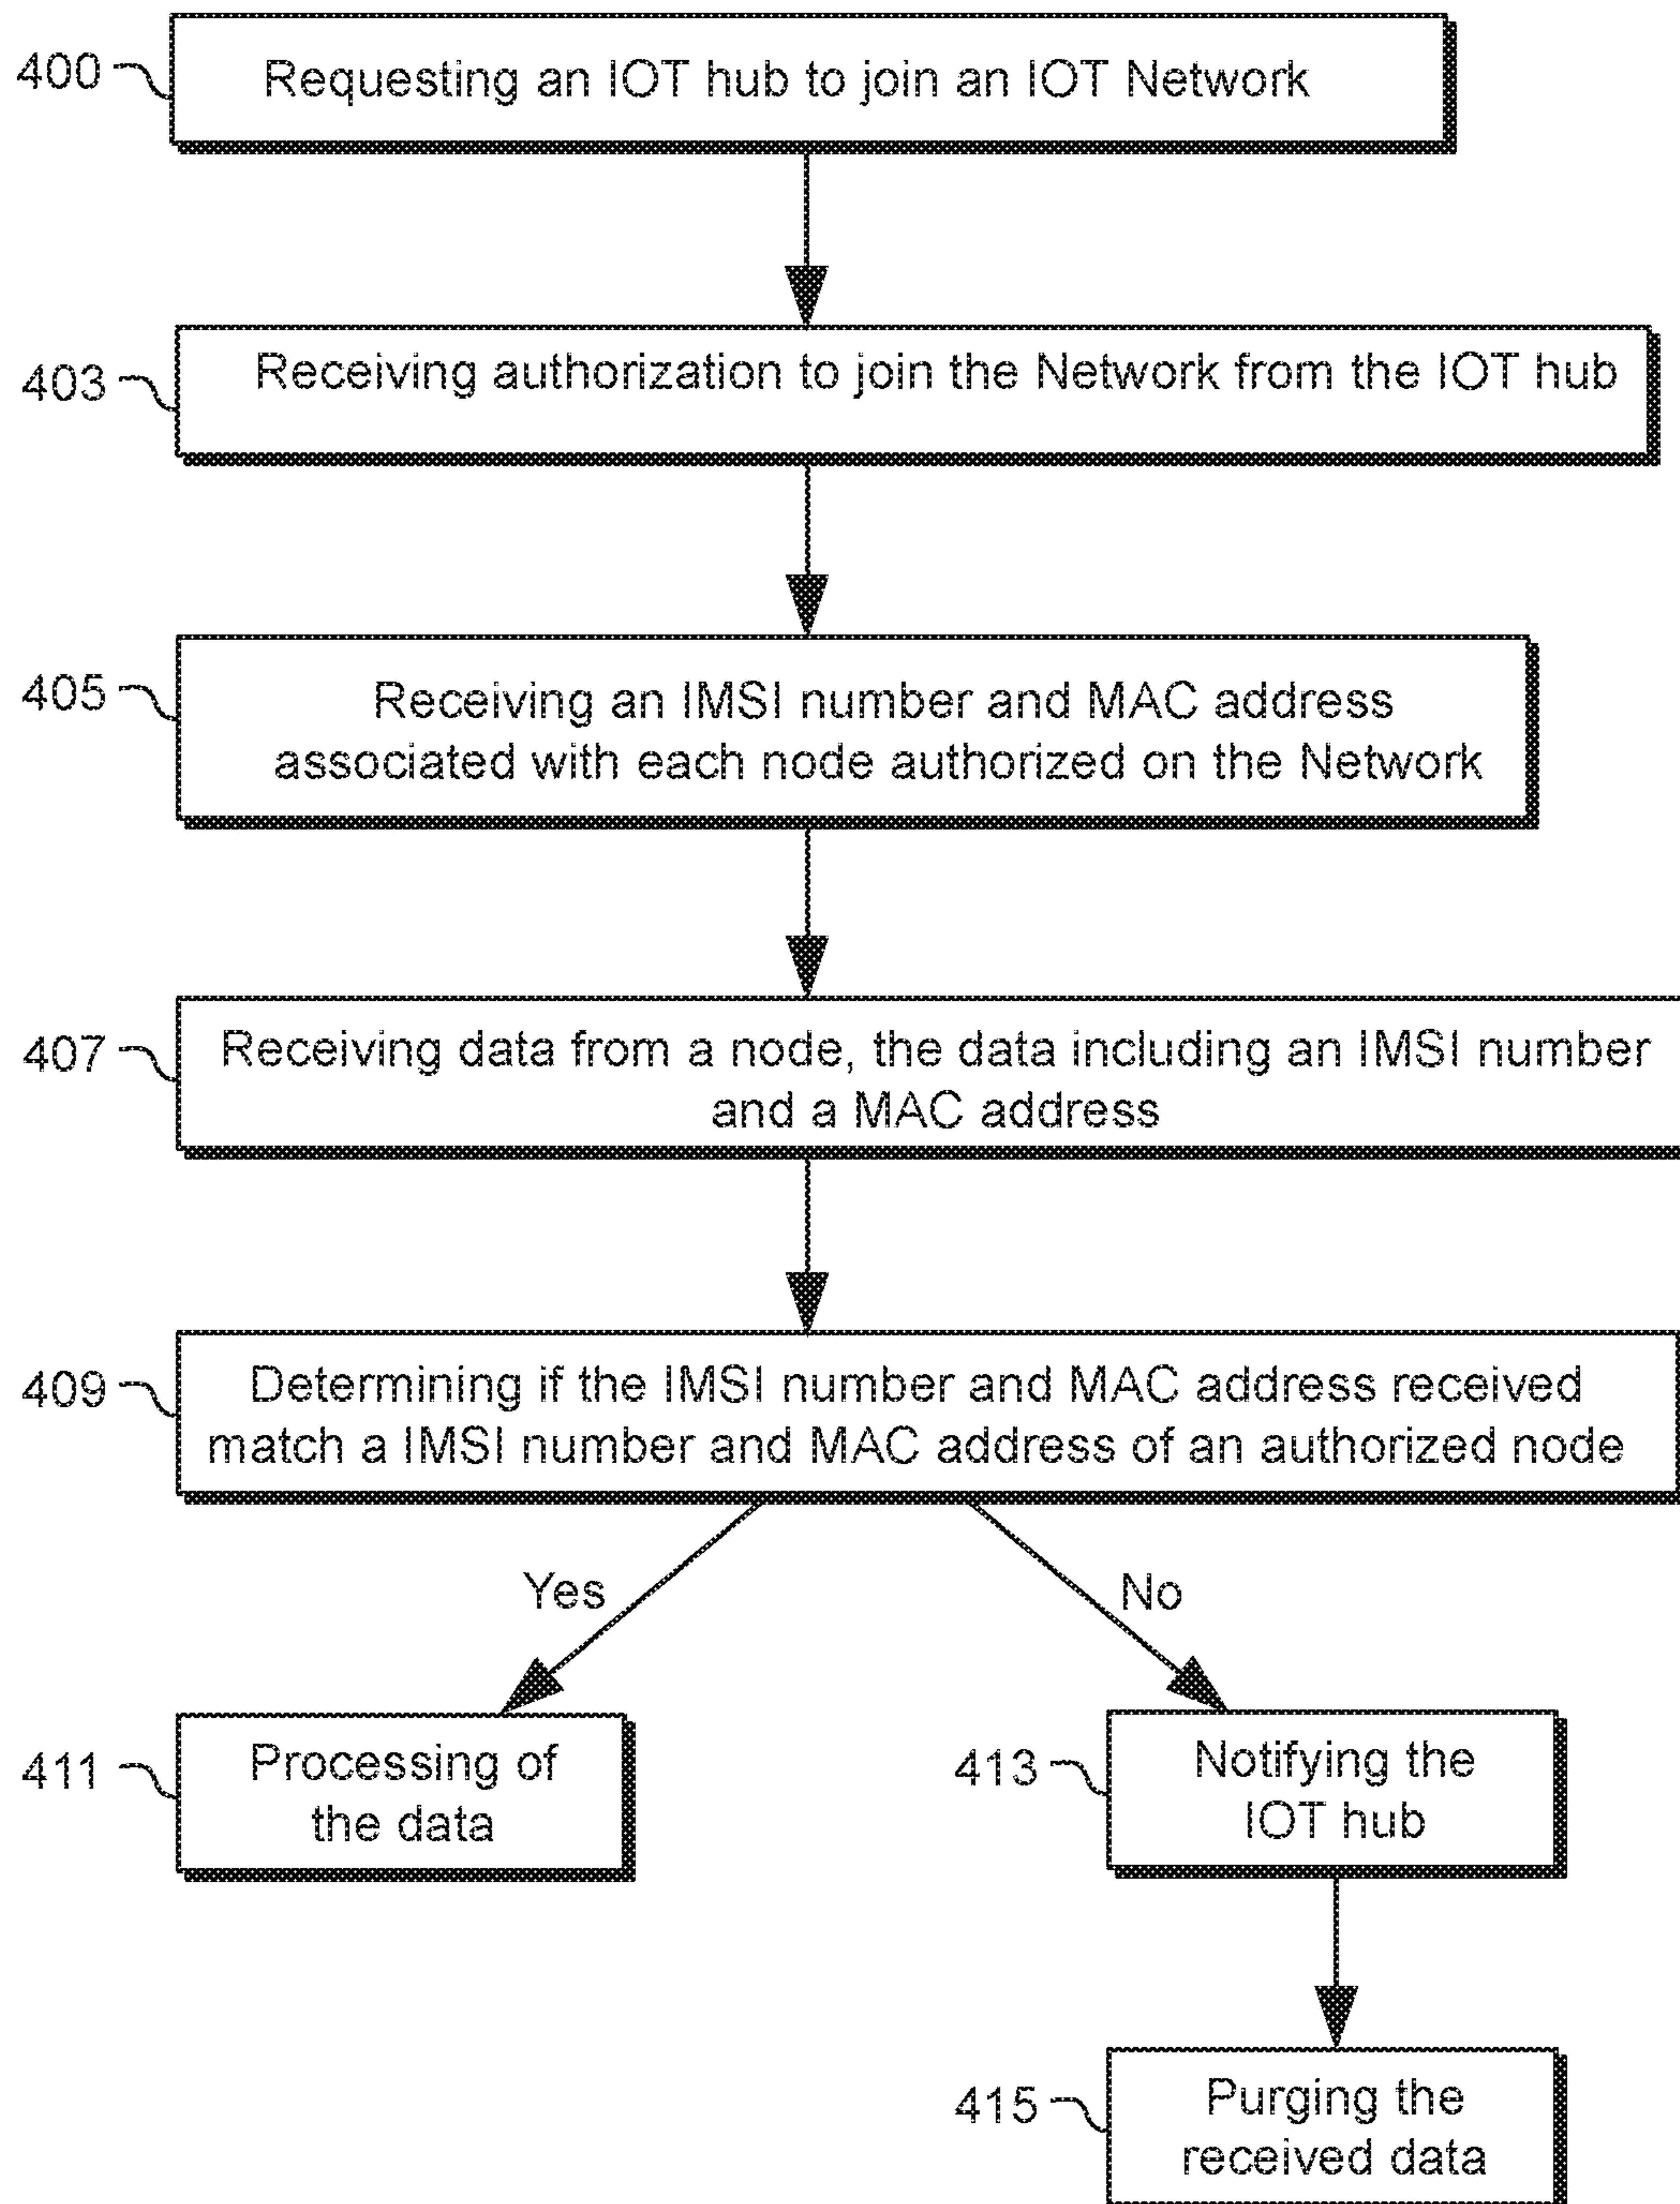 400
Requesting an IOT hub to join an IOT Network
403
Receiving authorization to join the Network from the IOT hub
405
Receiving an IMSI number and MAC address
associated with each node authorized on the Network
407
Receiving data from a node, the data including an IMSI number
and a MAC address
409
Determining if the IMSI number and MAC address received
match a IMSI number and MAC address of an authorized node
Yes
No
411
Processing of
the data
413
Notifying the
IOT hub
415
Purging the
received data